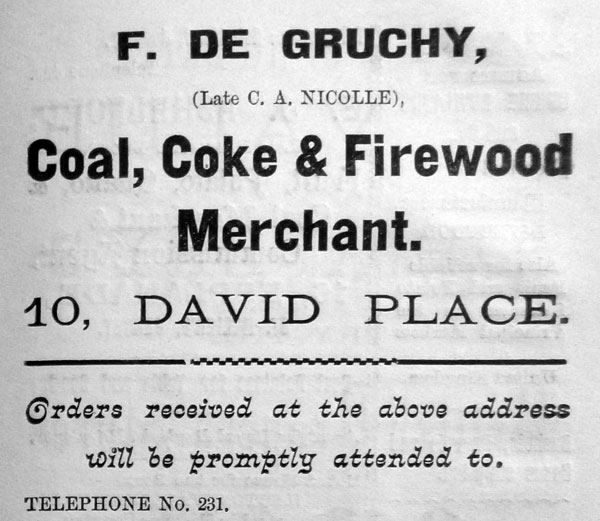 F. DE GRUCHY,
(Late C. A. NICOLLE),
Coal, Coke & Firewood
Merchant.
10, DAVID PLACE.
Orders received at the above address
will be promptly attended to.
TELEPHONE No. 231.